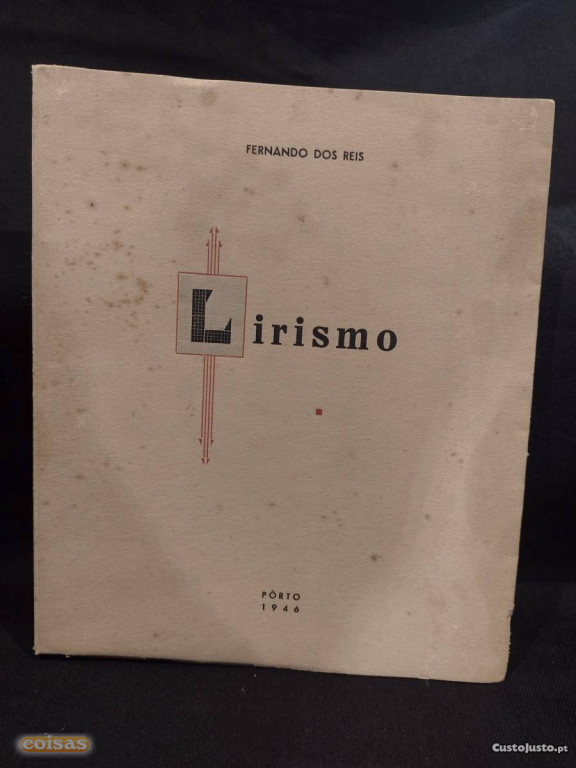 FERNANDO DOS REIS
Lirismo
PÔRTO
1946
coisas
CustoJusto.pt